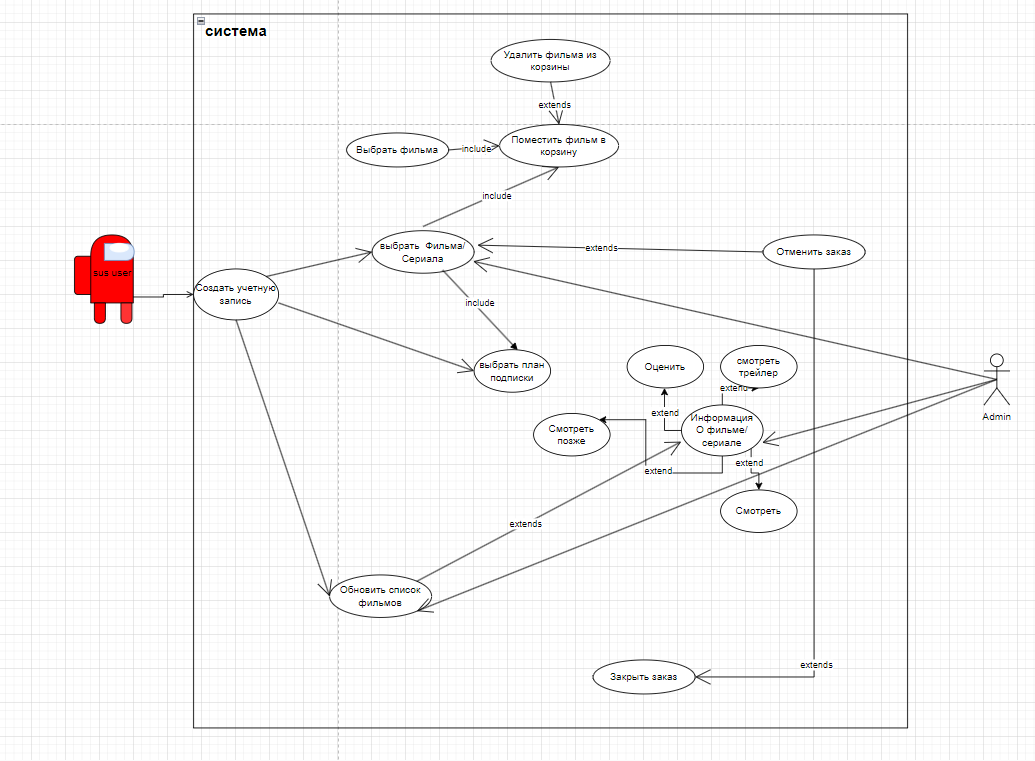 система
Удалить фильма из
корзины
extends
Поместить фильм в
корзину
Выбрать фильма
include
include
выбрать Фильма/
Сериала
extends
Отменить заказ
sus user
Создать учетную
запись
include
выбрать план
подписки
Оценить
смотреть
трейлер
extend
extend
Информация
О фильме/
сериале
Смотреть
позже
extend
extend
Смотреть
Admin
extends
Обновить список
фильмов
extends
Закрыть заказ